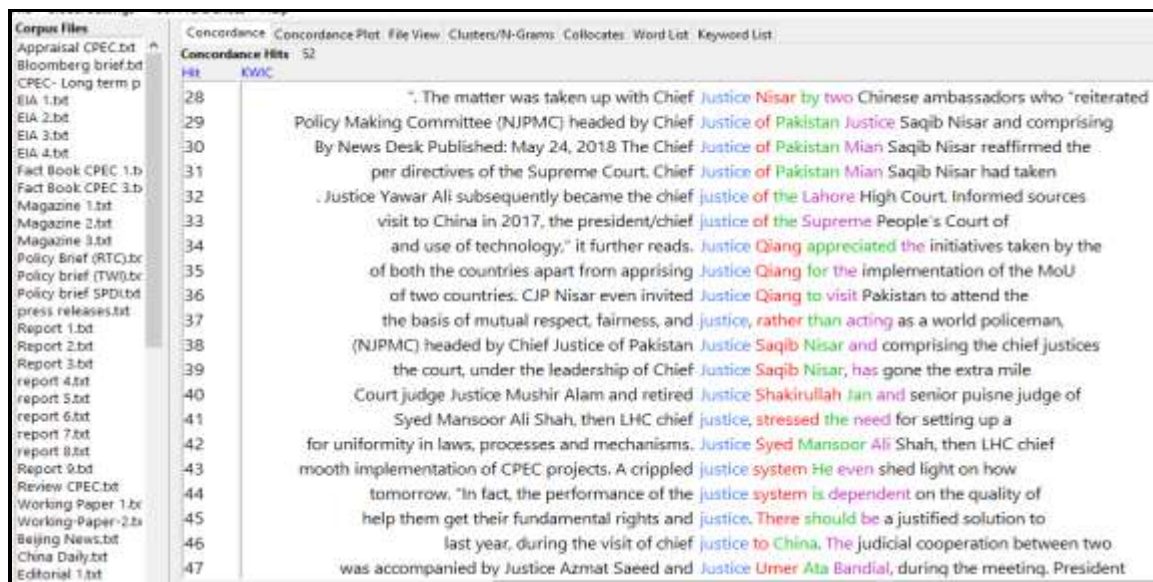 Corpus Files
Appraisal CPEC.txt
Bloomberg brief.txt
CPEC- Long term p
EIA 1.txt
EIA 2.txt
EIA 3.txt
EIA 4.txt
Fact Book CPEC 1.t
Fact Book CPEC 3.t
Magazine 1.txt
Magazine 2.txt
Magazine 3.txt
Policy Brief (RTC).txt
Policy brief (TWI).txt
Policy brief SPDI.txt
press releases.txt
Report 1.txt
Report 2.txt
Report 3.txt
report 4.txt
report 5.txt
report 6.txt
report 7.txt
report 8.txt
Report 9.txt
Review CPEC.txt
Working Paper 1.tx
Working-Paper-2.tx
Beijing News.txt
China Daily.txt
Editorial 1.txt
Concordance Concordance Plot File View Clusters/N-Grams Collocates Word List Keyword List
Concordance Hits 52
Hit KWIC
28 ". The matter was taken up with Chief Justice Nisar by two Chinese ambassadors who "reiterated
29 Policy Making Committee (NJPMC) headed by Chief Justice of Pakistan Justice Saqib Nisar and comprising
30 By News Desk Published: May 24, 2018 The Chief Justice of Pakistan Mian Saqib Nisar reaffirmed the
31 per directives of the Supreme Court. Chief Justice of Pakistan Mian Saqib Nisar had taken
32 . Justice Yawar Ali subsequently became the chief justice of the Lahore High Court. Informed sources
33 visit to China in 2017, the president/chief justice of the Supreme People's Court of
34 and use of technology," it further reads. Justice Qiang appreciated the initiatives taken by the
35 of both the countries apart from apprising Justice Qiang for the implementation of the MoU
36 of two countries. CJP Nisar even invited Justice Qiang to visit Pakistan to attend the
37 the basis of mutual respect, fairness, and justice, rather than acting as a world policeman,
38 (NJPMC) headed by Chief Justice of Pakistan Justice Saqib Nisar and comprising the chief justices
39 the court, under the leadership of Chief Justice Saqib Nisar, has gone the extra mile
40 Court judge Justice Mushir Alam and retired Justice Shakirullah Jan and senior puisne judge of
41 Syed Mansoor Ali Shah, then LHC chief justice, stressed the need for setting up a
42 for uniformity in laws, processes and mechanisms. Justice Syed Mansoor Ali Shah, then LHC chief
43 mooth implementation of CPEC projects. A crippled justice system He even shed light on how
44 tomorrow. "In fact, the performance of the justice system is dependent on the quality of
45 help them get their fundamental rights and justice. There should be a justified solution to
46 last year, during the visit of chief justice to China. The judicial cooperation between two
47 was accompanied by Justice Azmat Saeed and Justice Umer Ata Bandial, during the meeting. President